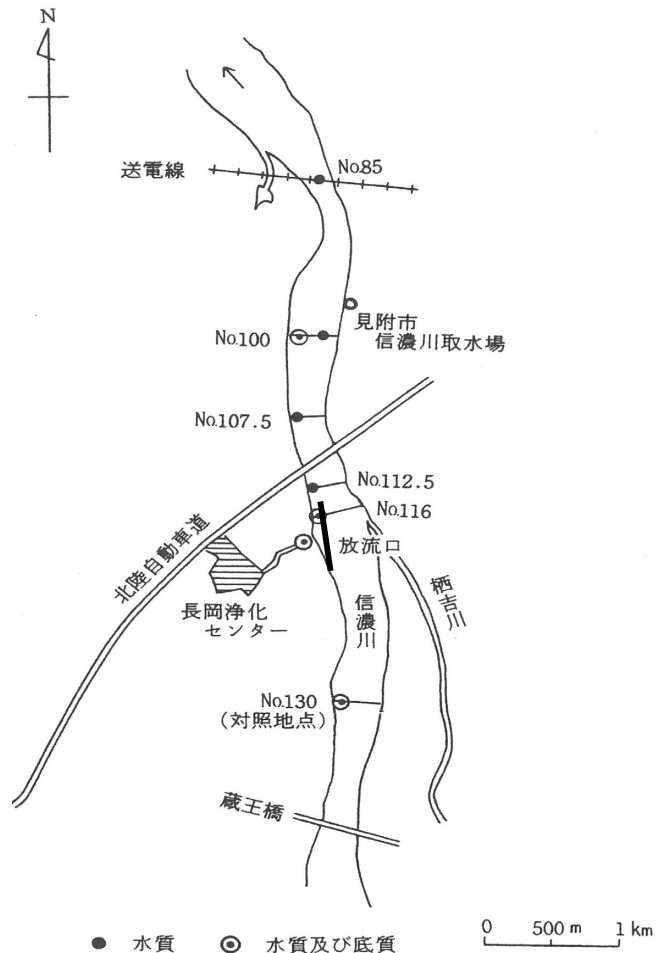 N
送電線
No.85
見附市
信濃川取水場
No.100
No.107.5
No.112.5
No.116
放流口
北陸自動車道
長岡浄化
センター
信濃川
栖吉川
No.130
(対照地点)
蔵王橋
0 500 m 1 km
水質
水質及び底質